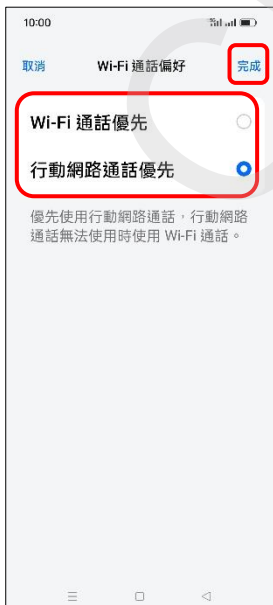 10:00
取消 Wi-Fi 通話偏好 完成
Wi-Fi 通話優先
行動網路通話優先
優先使用行動網路通話，行動網路
通話無法使用時使用 Wi-Fi 通話。